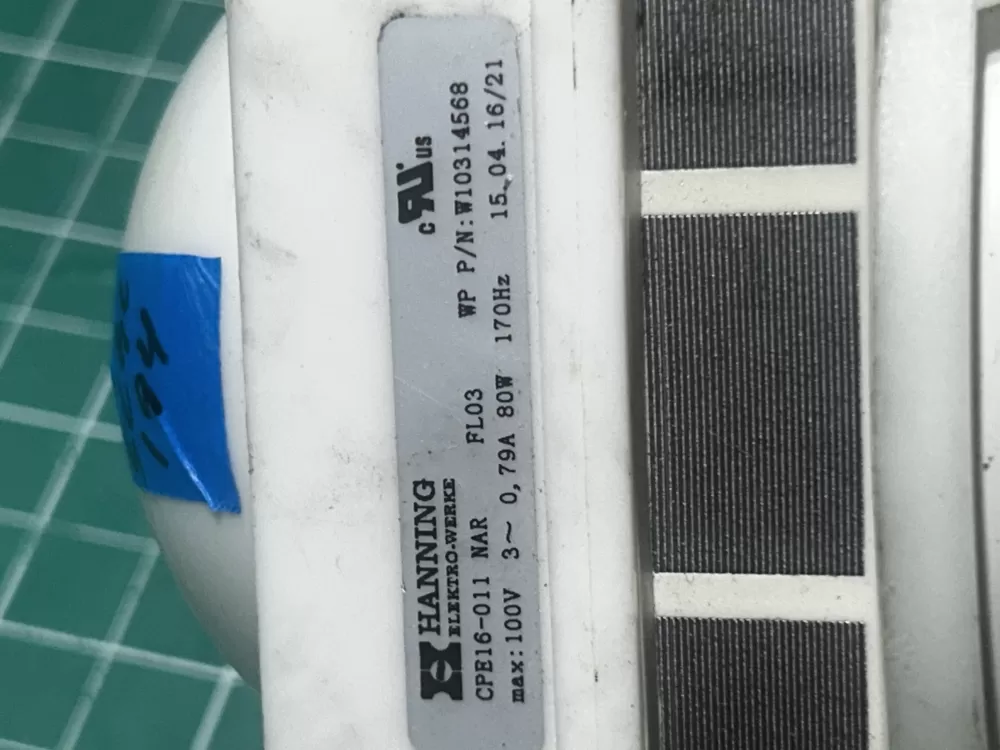 HANNING
ELEKTRO-WERKE
c RU US
CPE16-011 NAR FL03 WP P/N:W10314568
max:100V 3~ 0,79A 80W 170Hz 15.04.16/21